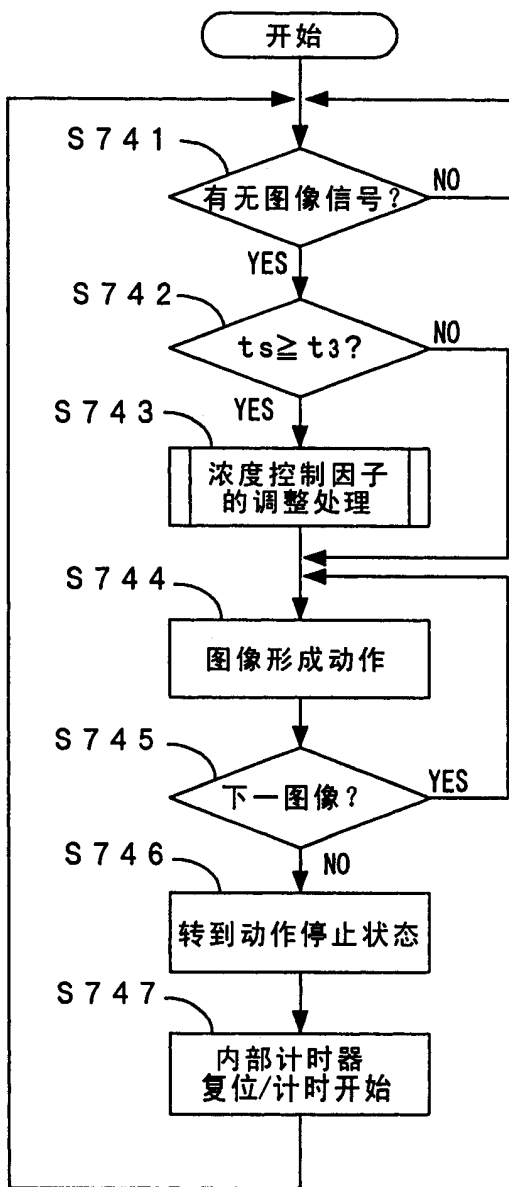 开始
S741
有无图像信号？
NO
YES
S742
ts≧t3?
NO
YES
S743
浓度控制因子
的调整处理
S744
图像形成动作
S745
下一图像？
YES
S746
NO
转到动作停止状态
S747
内部计时器
复位/计时开始